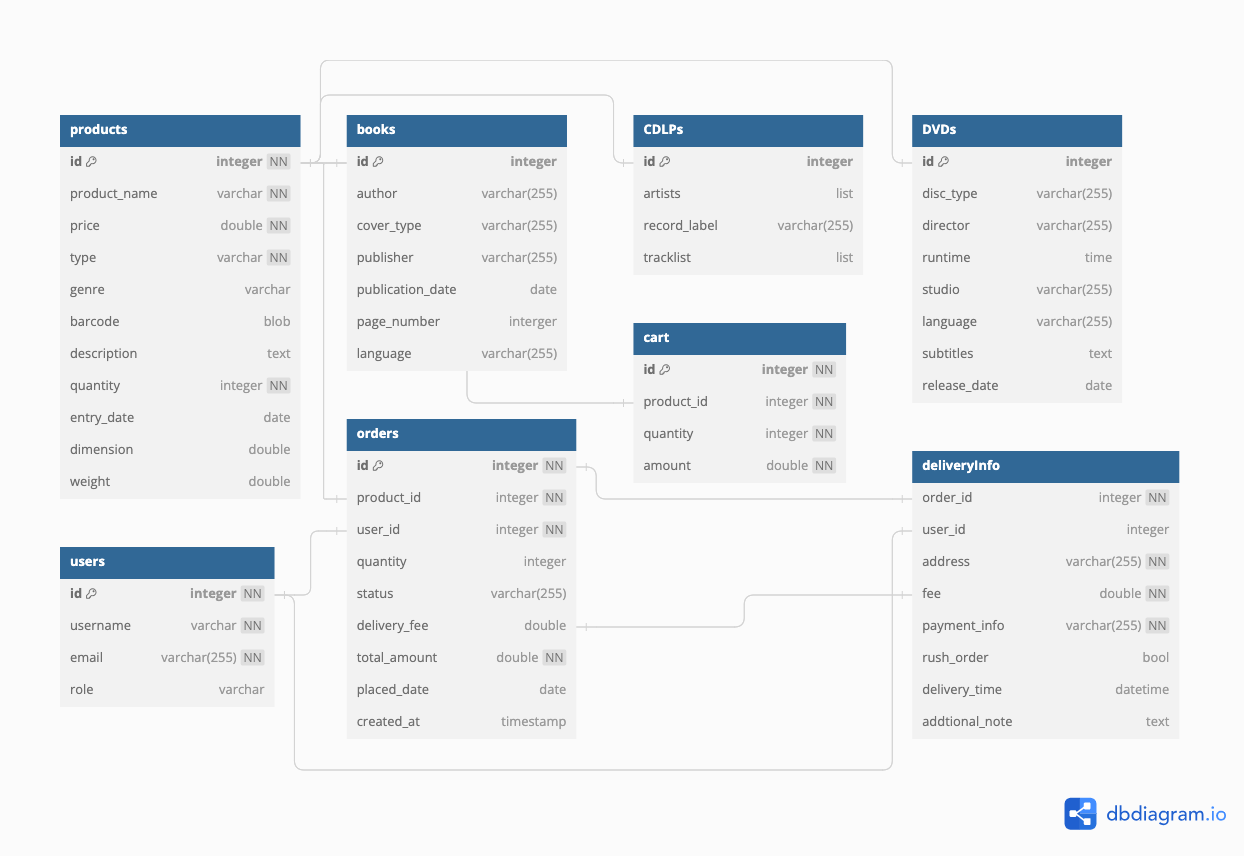 products
id integer NN
product_name varchar NN
price double NN
type varchar NN
genre varchar
barcode blob
description text
quantity integer NN
entry_date date
dimension double
weight double
books
id integer
author varchar(255)
cover_type varchar(255)
publisher varchar(255)
publication_date date
page_number interger
language varchar(255)
CDLPs
id integer
artists list
record_label varchar(255)
tracklist list
DVDs
id integer
disc_type varchar(255)
director varchar(255)
runtime time
studio varchar(255)
language varchar(255)
subtitles text
release_date date
cart
id integer NN
product_id integer NN
quantity integer NN
amount double NN
orders
id integer NN
product_id integer NN
user_id integer NN
quantity integer
status varchar(255)
delivery_fee double
total_amount double NN
placed_date date
created_at timestamp
deliveryInfo
order_id integer NN
user_id integer
address varchar(255) NN
fee double NN
payment_info varchar(255) NN
rush_order bool
delivery_time datetime
addtional_note text
users
id integer NN
username varchar NN
email varchar(255) NN
role varchar
dbdiagram.io